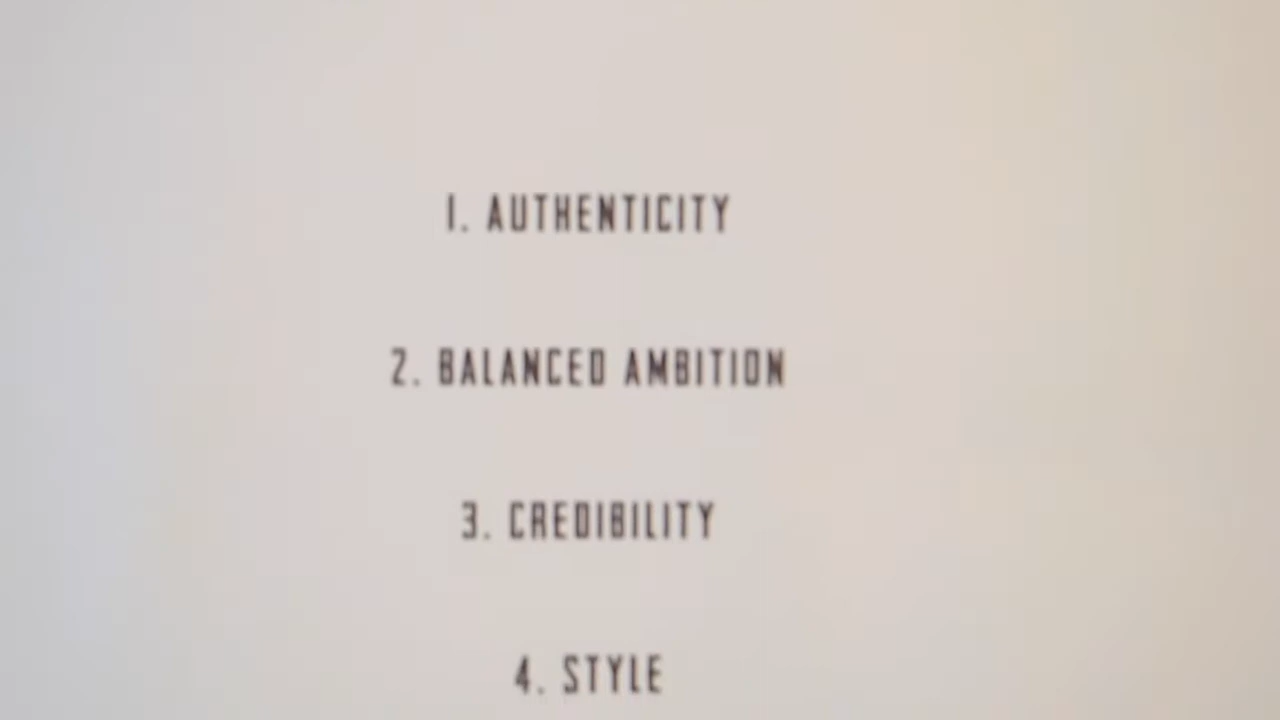 1. AUTHENTICITY
2. BALANCED AMBITION
3. CREDIBILITY
4. STYLE